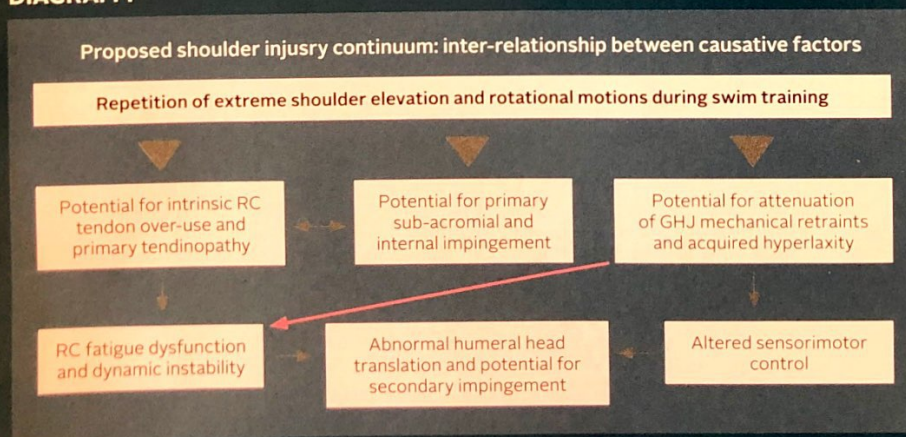 Proposed shoulder injusry continuum: inter-relationship between causative factors
Repetition of extreme shoulder elevation and rotational motions during swim training
Potential for intrinsic RC
tendon over-use and
primary tendinopathy
Potential for primary
sub-acromial and
internal impingement
Potential for attenuation
of GHJ mechanical retraints
and acquired hyperlaxity
RC fatigue dysfunction
and dynamic instability
Abnormal humeral head
translation and potential for
secondary impingement
Altered sensorimotor
control